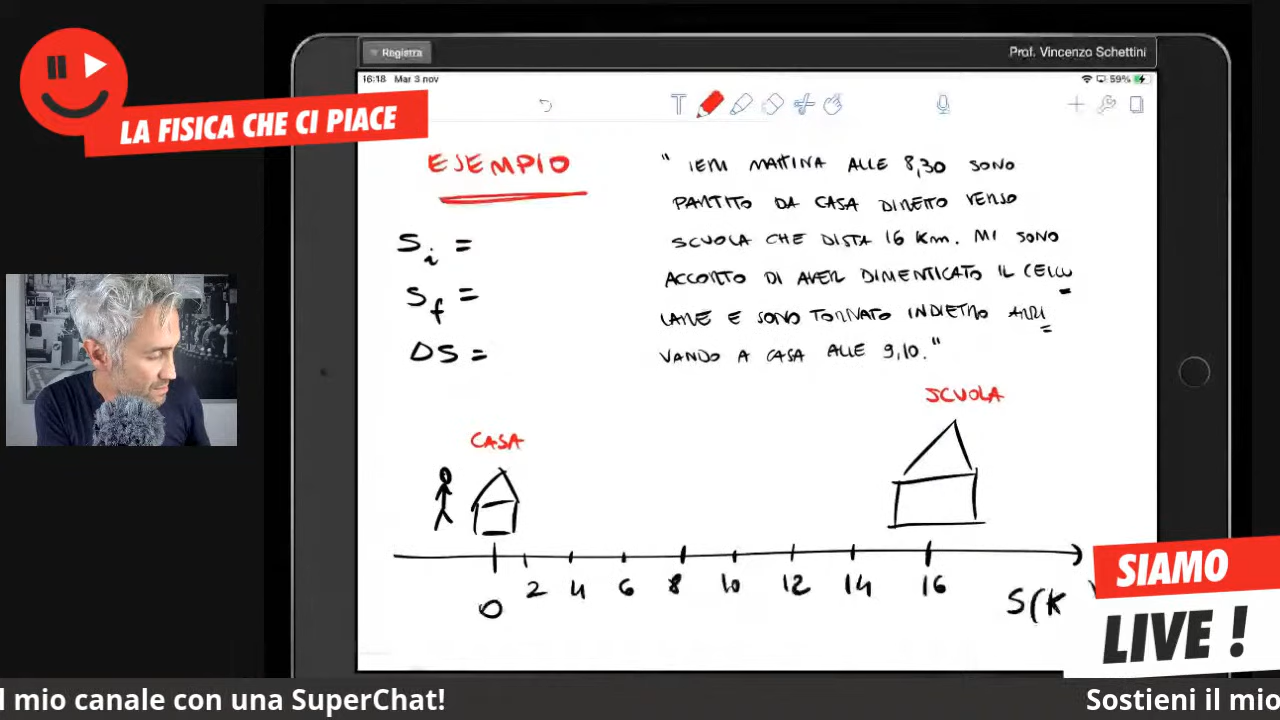 Registra
Prof. Vincenzo Schettini
16:18 Mar 3 nov
59%
LA FISICA CHE CI PIACE
T
ESEMPIO
" IERI MATTINA ALLE 8,30 SONO
PARTITO DA CASA DIRETTO VERSO
SCUOLA CHE DISTA 16 Km. MI SONO
ACCORTO DI AVER DIMENTICATO IL CELLU
LARE E SONO TORNATO INDIETRO ARRI
VANDO A CASA ALLE 9,10."
Si =
Sf =
ΔS =
SCUOLA
CASA
0 2 4 6 8 10 12 14 16
S(K
SIAMO
LIVE !
l mio canale con una SuperChat!
Sostieni il mio